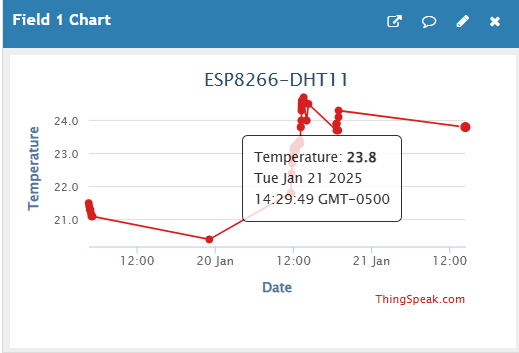 Field 1 Chart
ESP8266-DHT11
Temperature
24.0
23.0
22.0
21.0
Temperature: 23.8
Tue Jan 21 2025
14:29:49 GMT-0500
12:00 20 Jan 12:00 21 Jan 12:00
Date
ThingSpeak.com